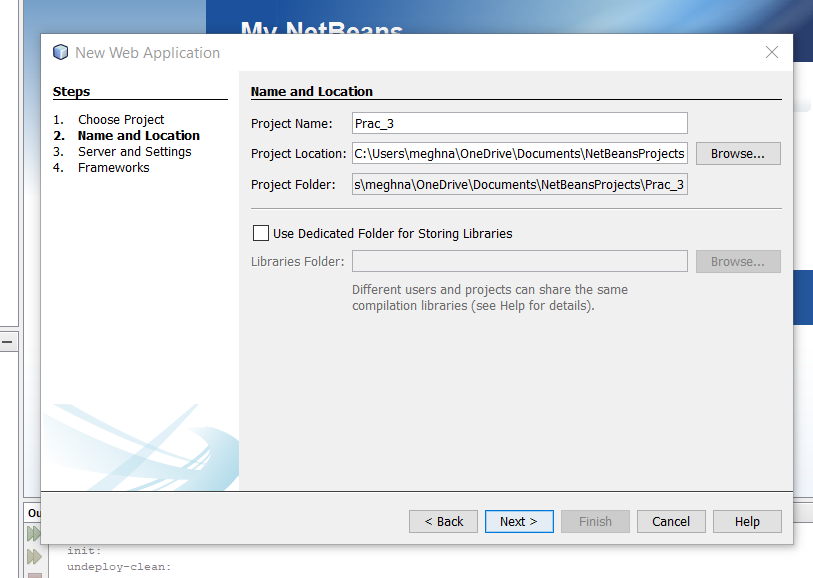 My NetBeans
New Web Application
Steps
1. Choose Project
2. Name and Location
3. Server and Settings
4. Frameworks
Name and Location
Project Name: Prac_3
Project Location: C:\Users\meghna\OneDrive\Documents\NetBeansProjects Browse...
Project Folder: s\meghna\OneDrive\Documents\NetBeansProjects\Prac_3
Use Dedicated Folder for Storing Libraries
Libraries Folder: Browse...
Different users and projects can share the same
compilation libraries (see Help for details).
< Back Next > Finish Cancel Help
Ou
init:
undeploy-clean: